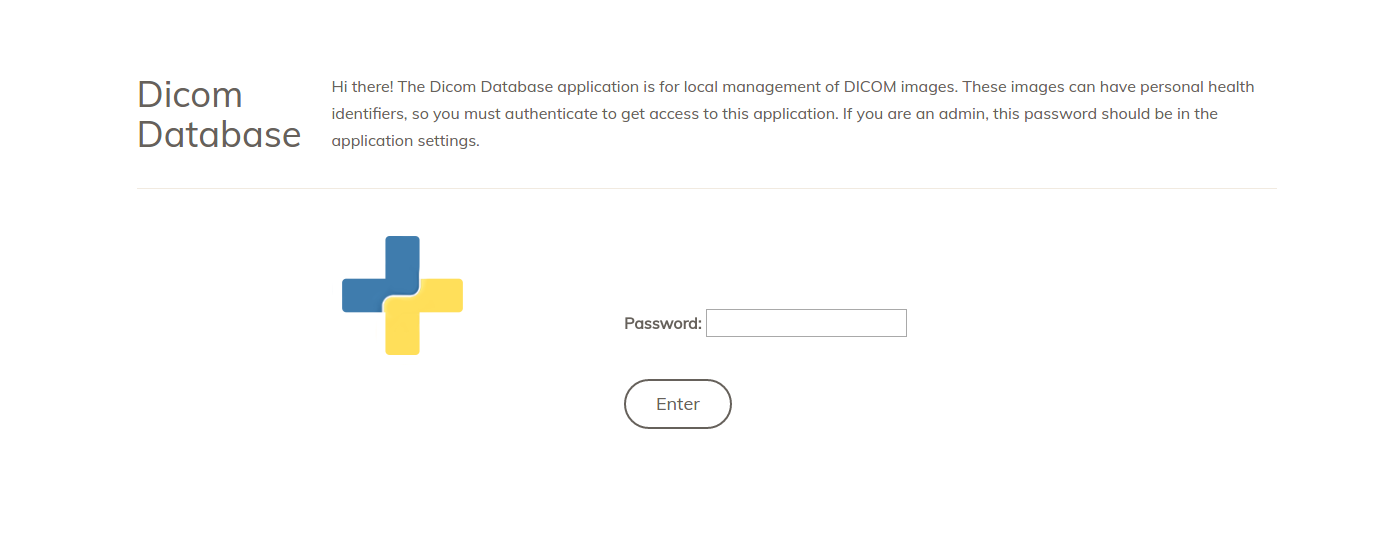 Dicom
Database
Hi there! The Dicom Database application is for local management of DICOM images. These images can have personal health
identifiers, so you must authenticate to get access to this application. If you are an admin, this password should be in the
application settings.
Password:
Enter